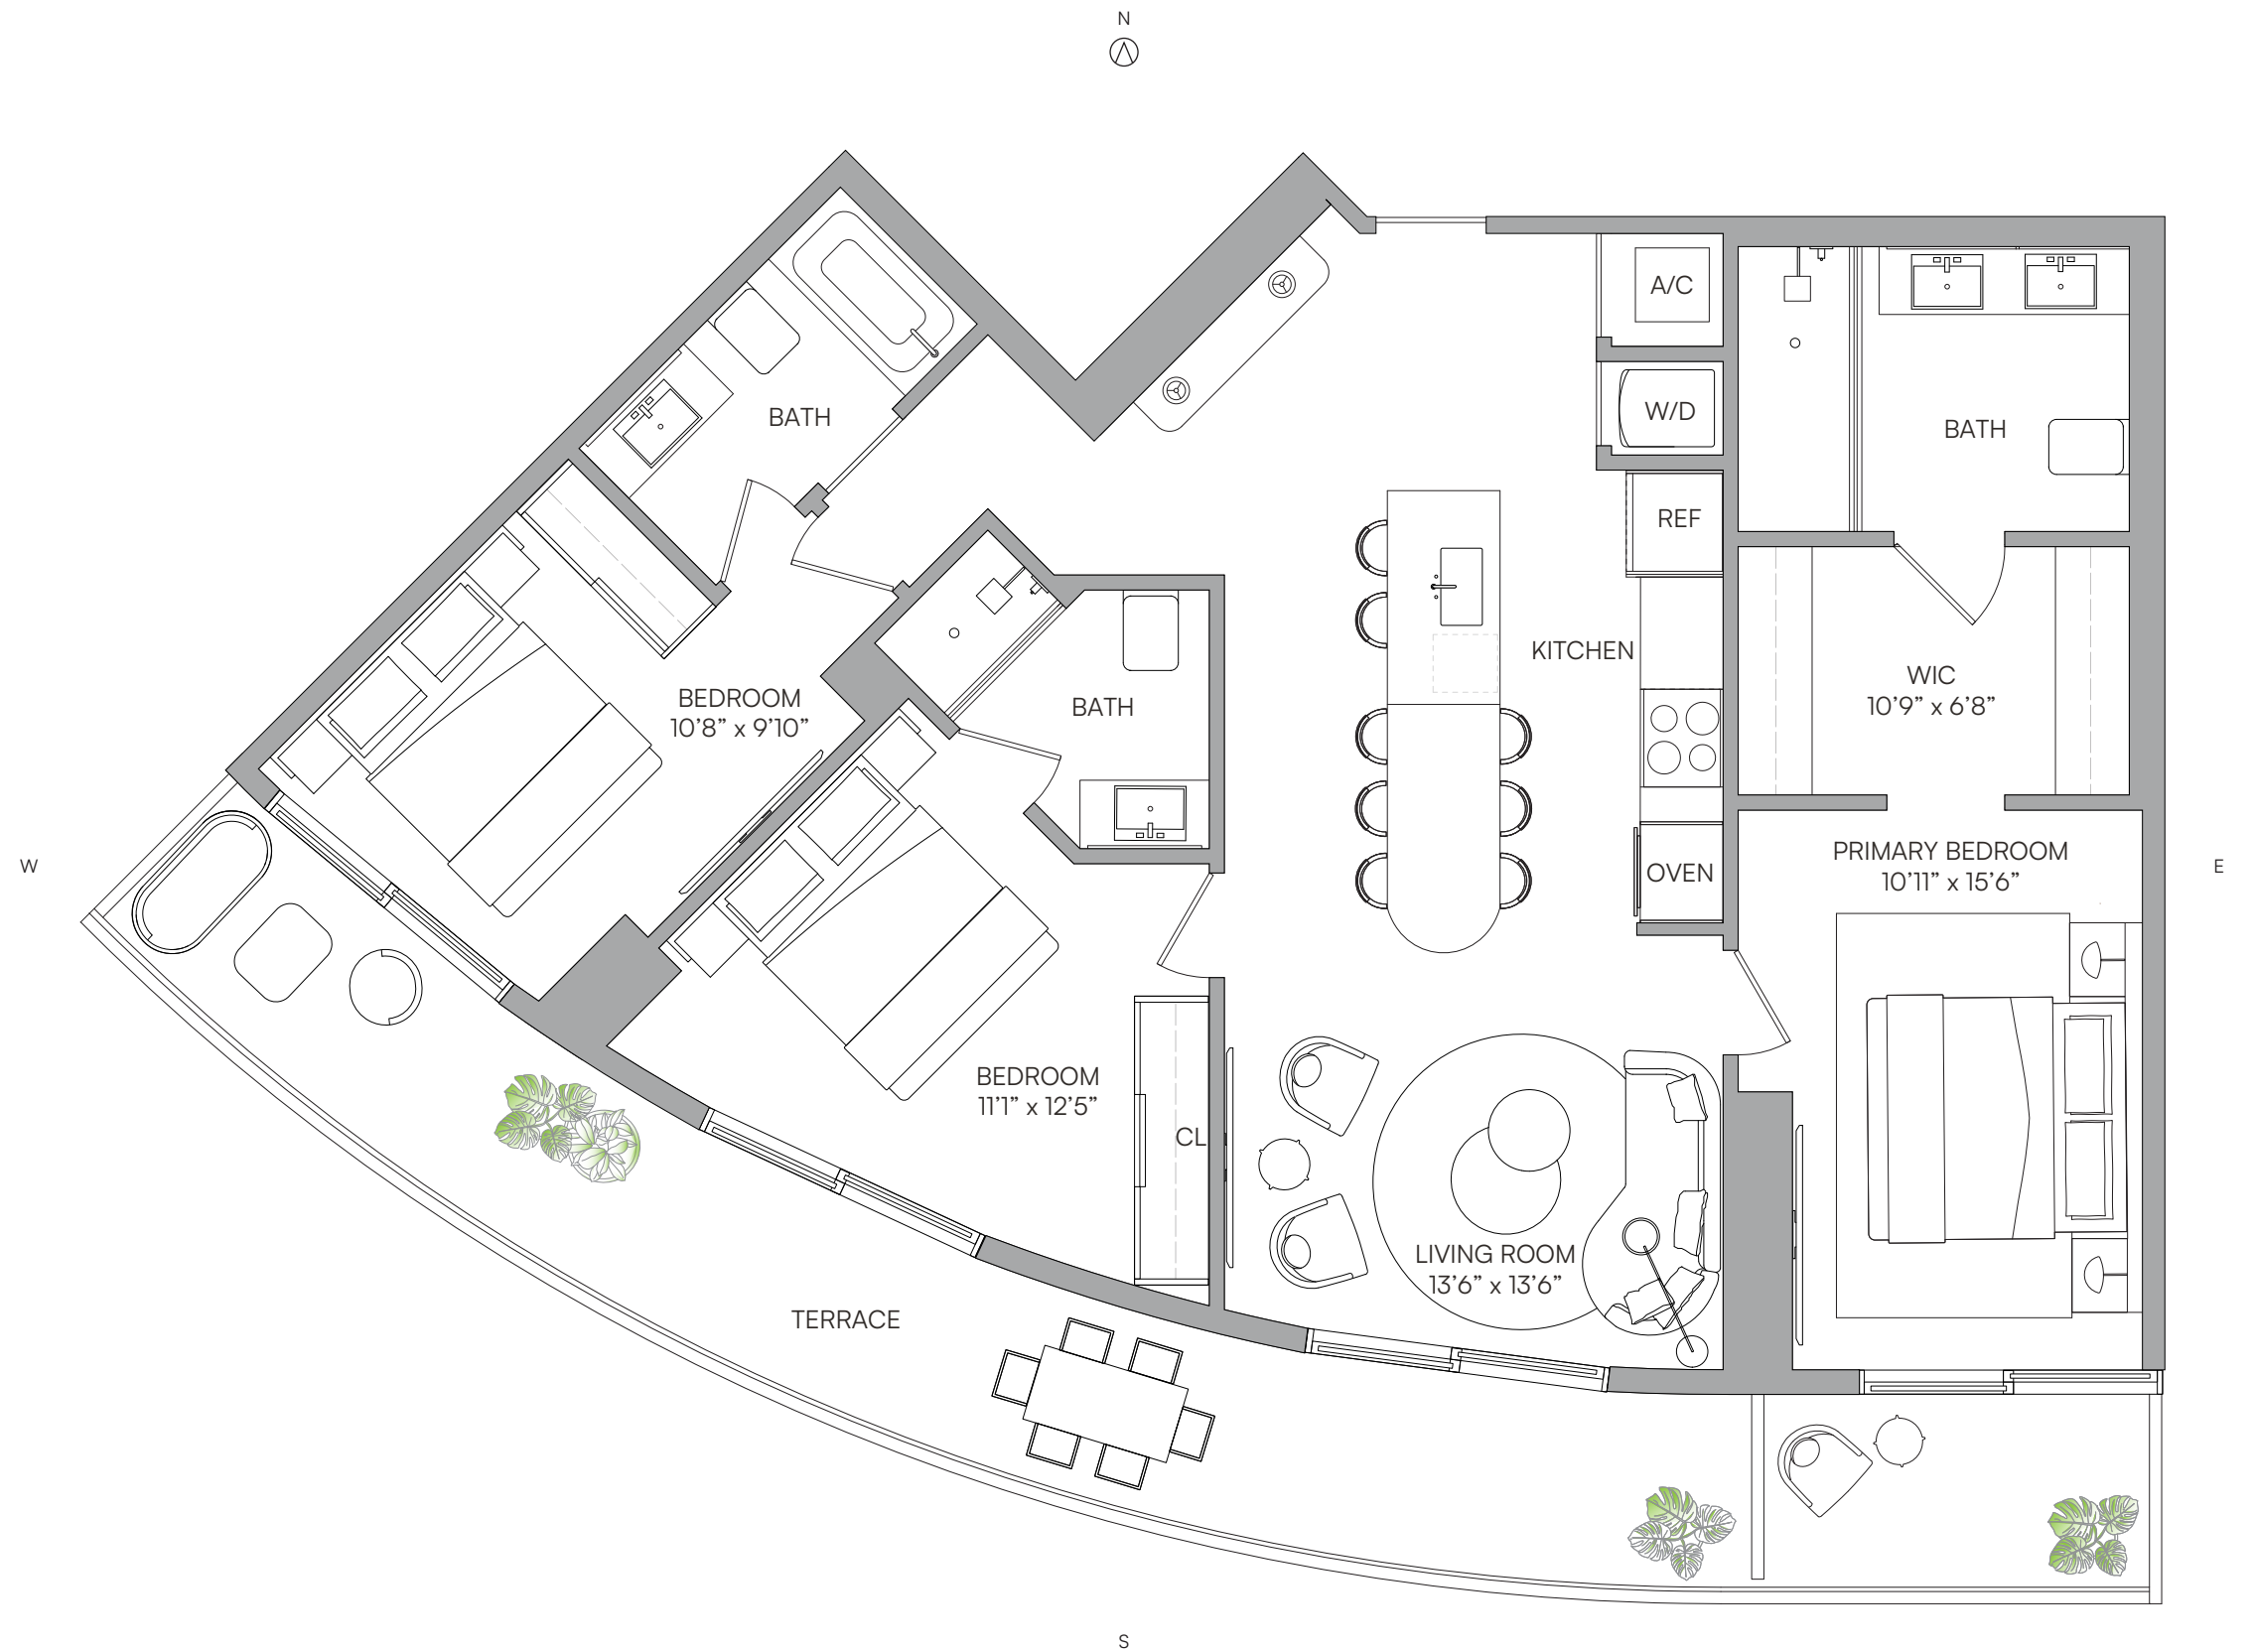 N
A/C
W/D
BATH
BATH
REF
KITCHEN
WIC
10’9” x 6’8”
BEDROOM
10’8” x 9’10”
BATH
W
E
PRIMARY BEDROOM
10’11” x 15’6”
OVEN
BEDROOM
11’1” x 12’5”
CL
LIVING ROOM
13’6” x 13’6”
TERRACE
S